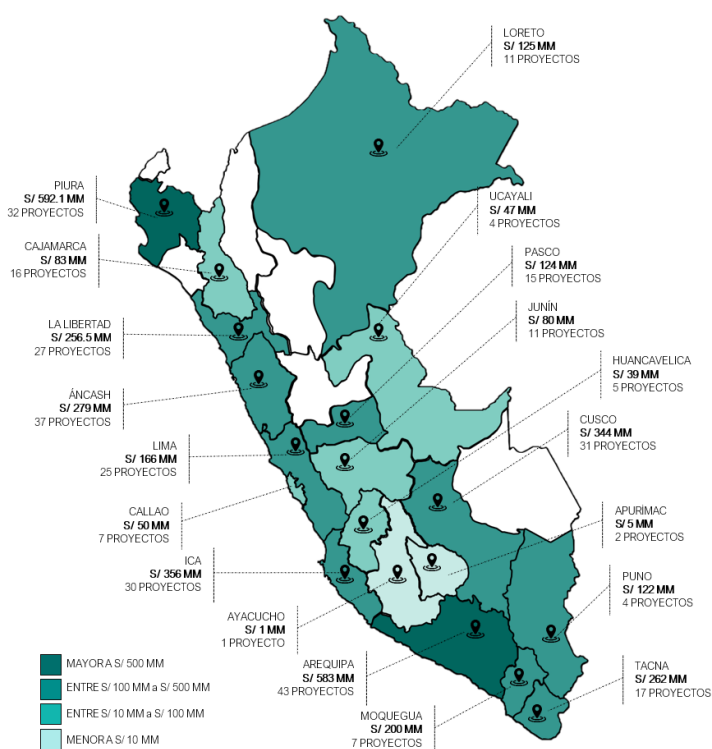 LORETO
S/ 125 MM
11 PROYECTOS
PIURA
S/ 592.1 MM
32 PROYECTOS
UCAYALI
S/ 47 MM
4 PROYECTOS
CAJAMARCA
S/ 83 MM
16 PROYECTOS
PASCO
S/ 124 MM
15 PROYECTOS
JUNÍN
S/ 80 MM
11 PROYECTOS
LA LIBERTAD
S/ 256.5 MM
27 PROYECTOS
HUANCAVELICA
S/ 39 MM
5 PROYECTOS
ÁNCASH
S/ 279 MM
37 PROYECTOS
CUSCO
S/ 344 MM
31 PROYECTOS
LIMA
S/ 166 MM
25 PROYECTOS
CALLAO
S/ 50 MM
7 PROYECTOS
APURÍMAC
S/ 5 MM
2 PROYECTOS
ICA
S/ 356 MM
30 PROYECTOS
PUNO
S/ 122 MM
4 PROYECTOS
AYACUCHO
S/ 1 MM
1 PROYECTO
AREQUIPA
S/ 583 MM
43 PROYECTOS
TACNA
S/ 262 MM
17 PROYECTOS
MOQUEGUA
S/ 200 MM
7 PROYECTOS
MAYOR A S/ 500 MM
ENTRE S/ 100 MM a S/ 500 MM
ENTRE S/ 10 MM a S/ 100 MM
MENOR A S/ 10 MM